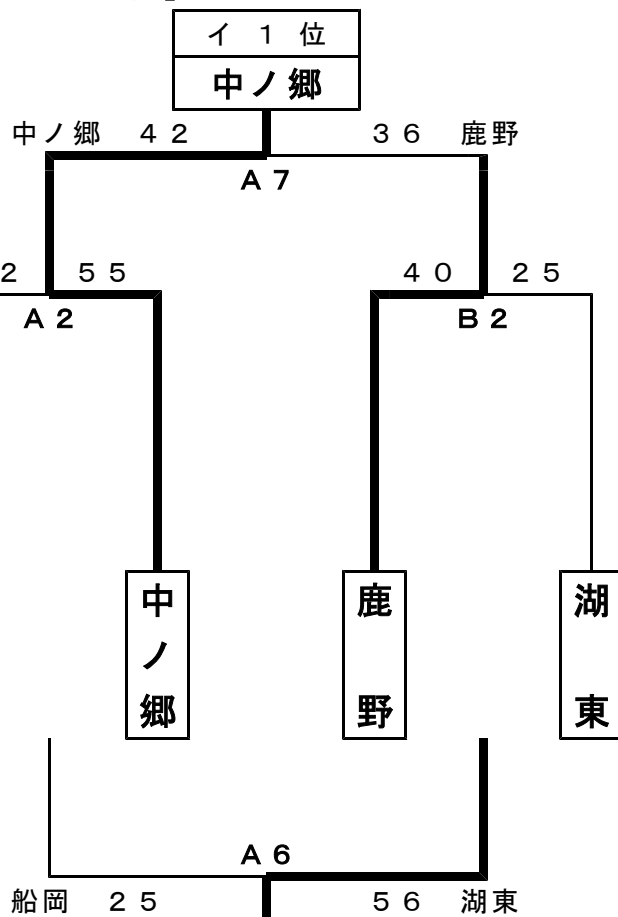 イ １ 位
中ノ郷
中ノ郷 ４２ ３６ 鹿野
Ａ７
２ ５５ ４０ ２５
Ａ２ Ｂ２
中ノ郷
鹿野
湖東
Ａ６
船岡 ２５ ５６ 湖東